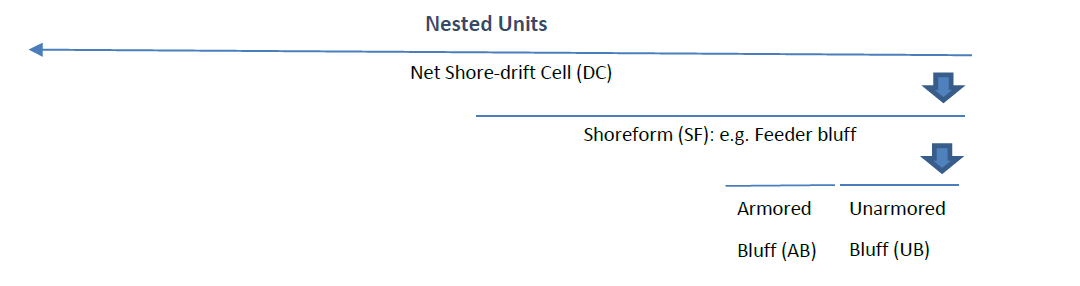 Nested Units
Net Shore-drift Cell (DC)
Shoreform (SF): e.g. Feeder bluff
Armored
Bluff (AB)
Unarmored
Bluff (UB)